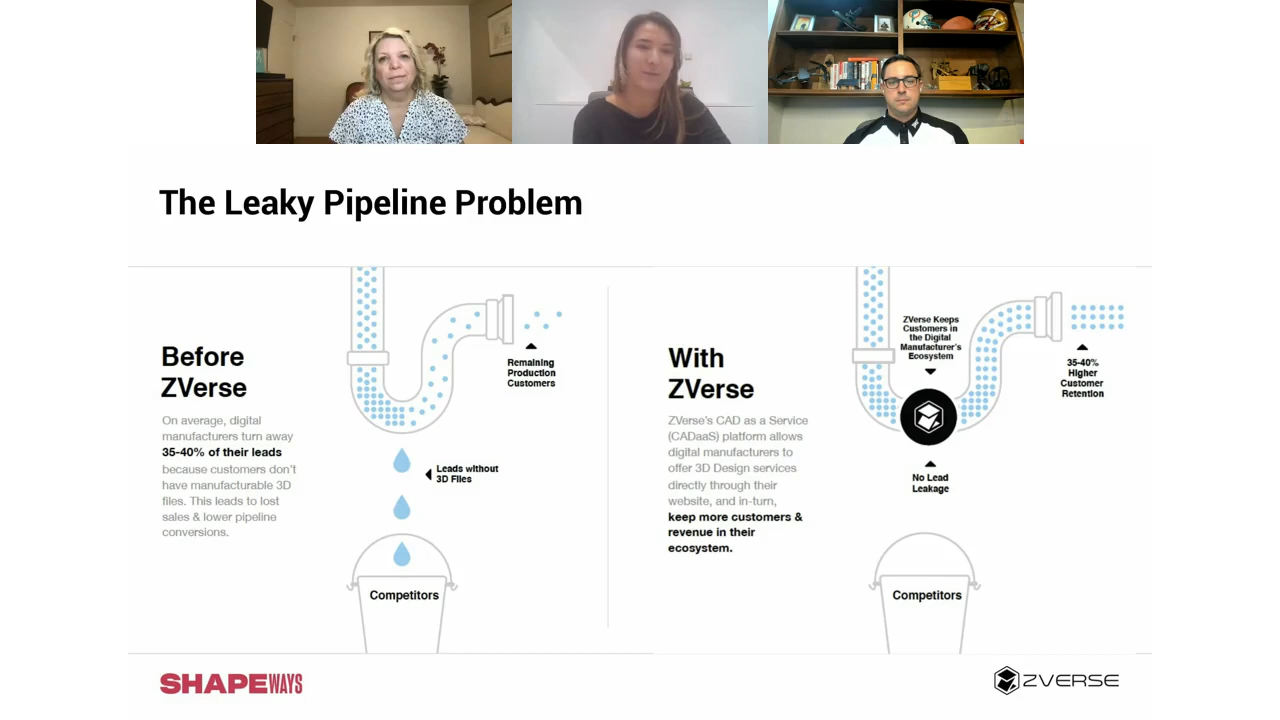 The Leaky Pipeline Problem
Before
ZVerse
On average, digital
manufacturers turn away
35-40% of their leads
because customers don't
have manufacturable 3D
files. This leads to lost
sales & lower pipeline
conversions.
Remaining
Production
Customers
Leads without
3D Files
Competitors
With
ZVerse
ZVerse's CAD as a Service
(CADaaS) platform allows
digital manufacturers to
offer 3D Design services
directly through their
website, and in-turn,
keep more customers &
revenue in their
ecosystem.
ZVerse Keeps
Customers in
the Digital
Manufacturer's
Ecosystem
35-40%
Higher
Customer
Retention
No Lead
Leakage
Competitors
SHAPEWAYS
ZVERSE